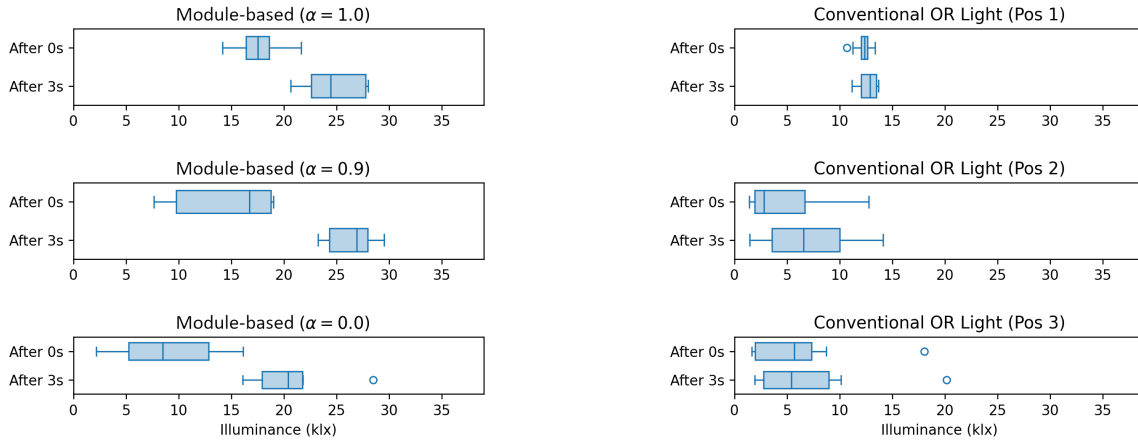 Module-based (α = 1.0)
After 0s
After 3s
0 5 10 15 20 25 30 35
Conventional OR Light (Pos 1)
After 0s
After 3s
0 5 10 15 20 25 30 35
Module-based (α = 0.9)
After 0s
After 3s
0 5 10 15 20 25 30 35
Conventional OR Light (Pos 2)
After 0s
After 3s
0 5 10 15 20 25 30 35
Module-based (α = 0.0)
After 0s
After 3s
0 5 10 15 20 25 30 35
Illuminance (klx)
Conventional OR Light (Pos 3)
After 0s
After 3s
0 5 10 15 20 25 30 35
Illuminance (klx)